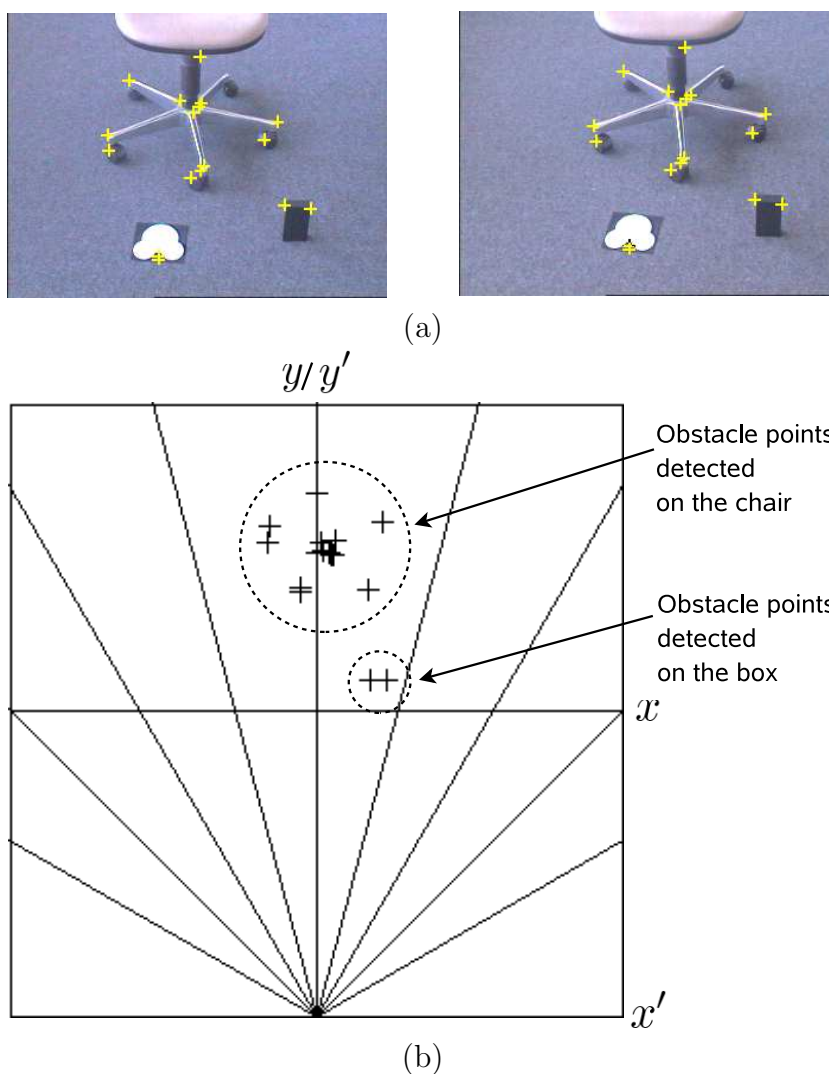 (a)
y/y′
Obstacle points
detected
on the chair
Obstacle points
detected
on the box
x
x′
(b)